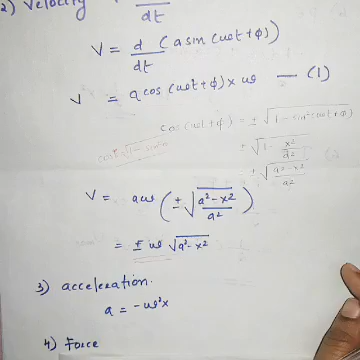 2) Velocity
dt
V = d/dt (a sin(ωt+ϕ))
V = a cos(ωt+ϕ) × ω — (1)
cos(ωt+ϕ) = ± √1 - sin²(ωt+ϕ)
± √1 - x²/a²
± √a² - x²/a²
V = aω (± √a² - x²/a²)
= ± ω √a² - x²
3) acceleration.
a = - ω²x
4) Force